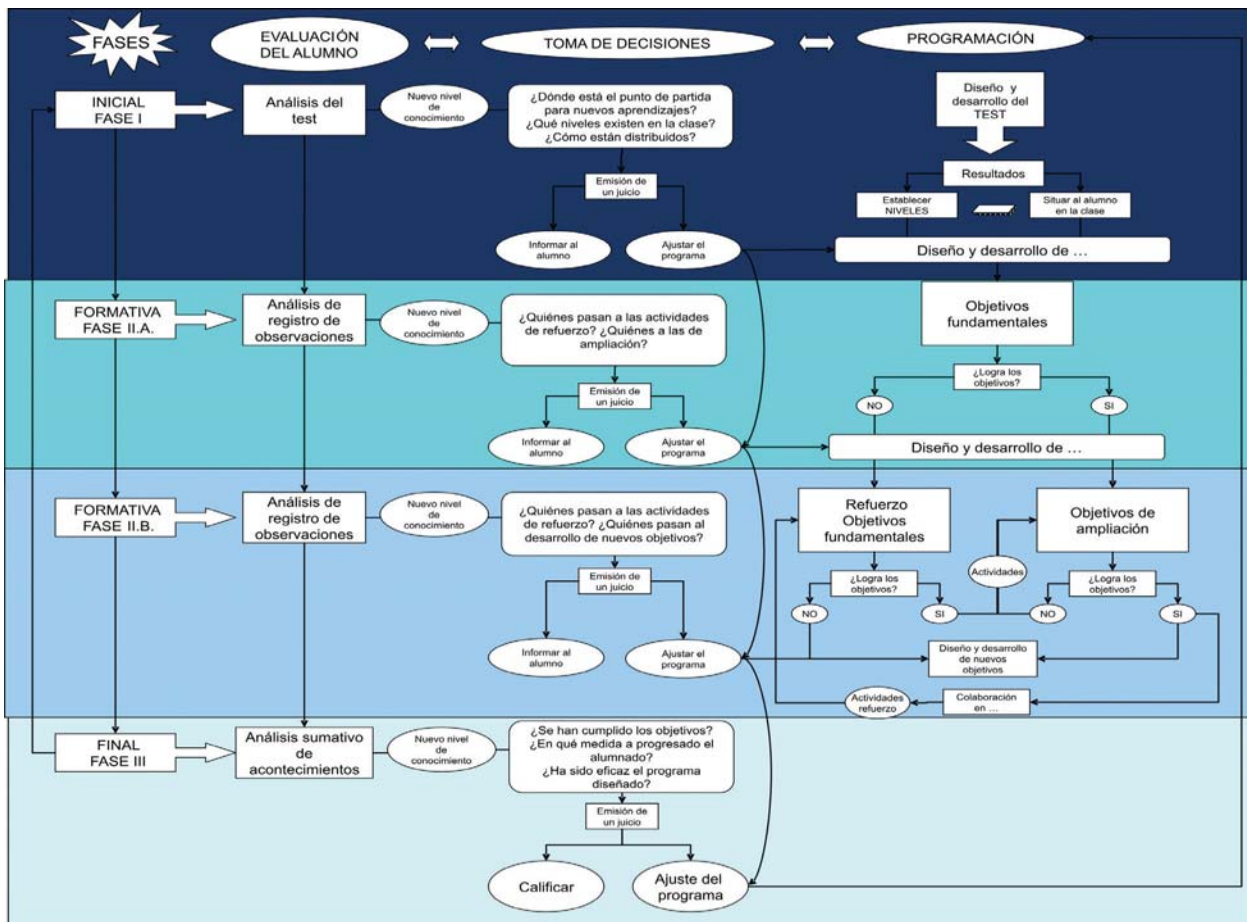 FASES
EVALUACIÓN
DEL ALUMNO
TOMA DE DECISIONES
PROGRAMACIÓN
INICIAL
FASE I
Análisis del
test
Nuevo nivel
de
conocimiento
¿Dónde está el punto de partida
para nuevos aprendizajes?
¿Qué niveles existen en la clase?
¿Cómo están distribuidos?
Emisión de
un juicio
Informar al
alumno
Ajustar el
programa
Diseño y
desarrollo del
TEST
Resultados
Establecer
NIVELES
Situar al alumno
en la clase
Diseño y desarrollo de ...
FORMATIVA
FASE II.A.
Análisis de
registro de
observaciones
Nuevo nivel
de
conocimiento
¿Quiénes pasan a las actividades
de refuerzo? ¿Quiénes a las de
ampliación?
Emisión de
un juicio
Informar al
alumno
Ajustar el
programa
Objetivos
fundamentales
¿Logra los
objetivos?
NO
SI
Diseño y desarrollo de ...
FORMATIVA
FASE II.B.
Análisis de
registro de
observaciones
Nuevo nivel
de
conocimiento
¿Quiénes pasan a las actividades
de refuerzo? ¿Quiénes pasan al
desarrollo de nuevos objetivos?
Emisión de
un juicio
Informar al
alumno
Ajustar el
programa
Refuerzo
Objetivos
fundamentales
Objetivos de
ampliación
Actividades
¿Logra los
objetivos?
¿Logra los
objetivos?
NO
SI
NO
SI
Diseño y desarrollo
de nuevos
objetivos
Actividades
refuerzo
Colaboración
en ...
FINAL
FASE III
Análisis sumativo
de
acontecimientos
Nuevo nivel
de
conocimiento
¿Se han cumplido los objetivos?
¿En qué medida a progresado el
alumnado?
¿Ha sido eficaz el programa
diseñado?
Emisión de
un juicio
Calificar
Ajuste del
programa